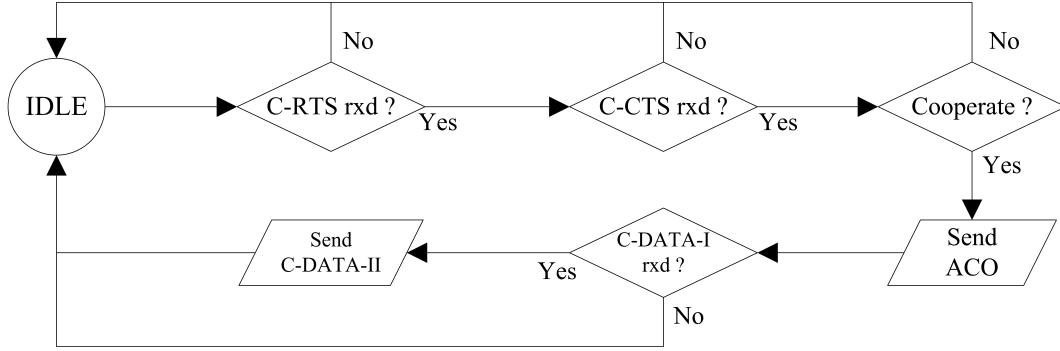 No
No
No
IDLE
C-RTS rxd ?
Yes
C-CTS rxd ?
Yes
Cooperate ?
Yes
Send
C-DATA-II
Yes
C-DATA-I
rxd ?
No
Send
ACO